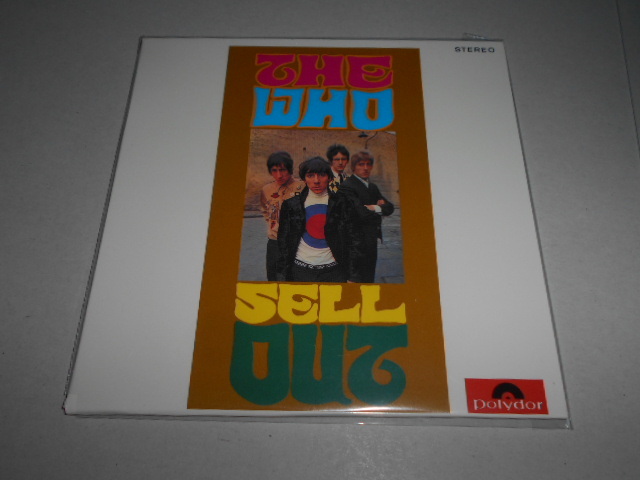 STEREO
THE
WHO
SELL
OUT
Polydor